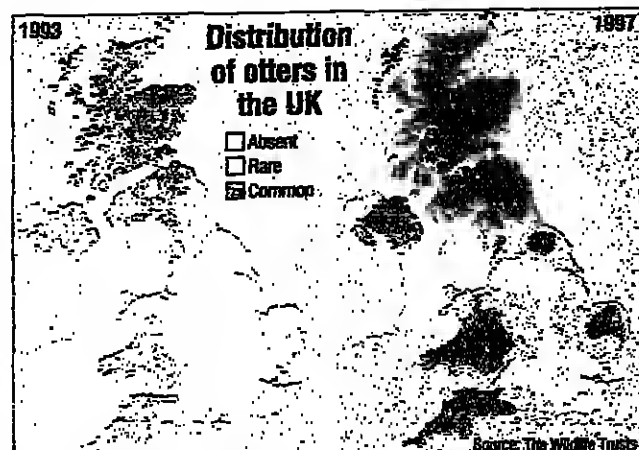 1993
Distribution
of otters in
the UK
Absent
Rare
Common
1997
Source: The Wildlife Trusts